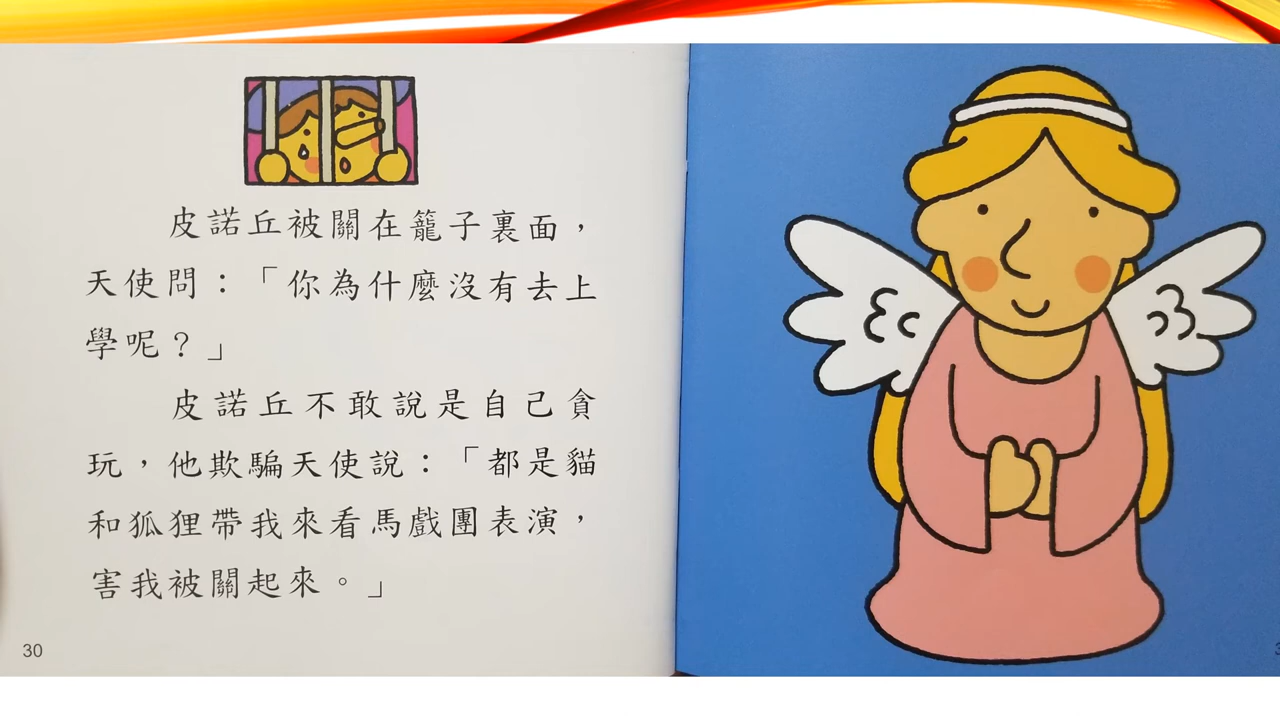 皮諾丘被關在籠子裏面，
天使問：「你為什麼沒有去上
學呢？」
皮諾丘不敢說是自己貪
玩，他欺騙天使說：「都是貓
和狐狸帶我來看馬戲團表演，
害我被關起來。」
30